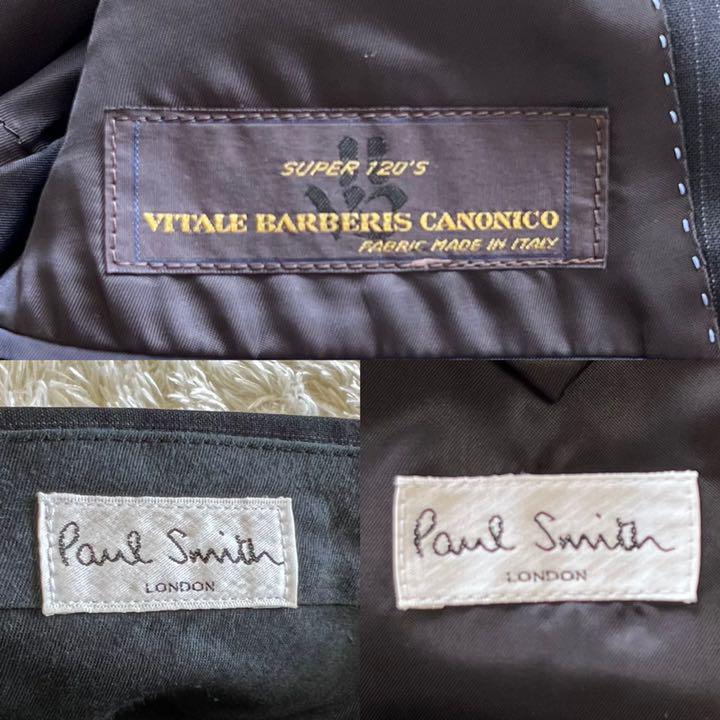 SUPER 120'S
VITALE BARBERIS CANONICO
FABRIC MADE IN ITALY
Paul Smith
LONDON
Paul Smith
LONDON